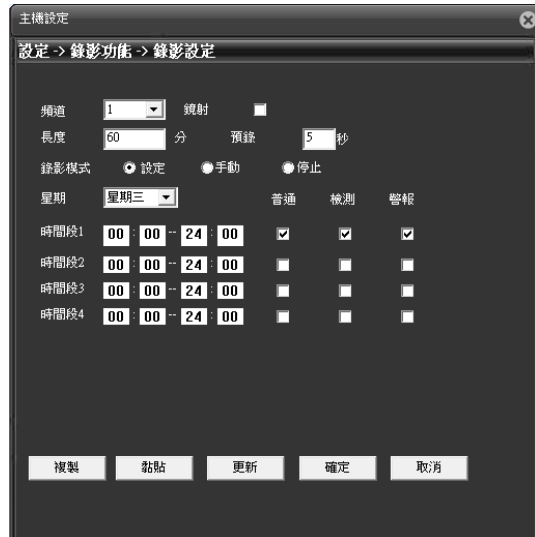 主機設定
設定 -> 錄影功能 -> 錄影設定
頻道 1 鏡射
長度 60 分 預錄 5 秒
錄影模式 設定 手動 停止
星期 星期三 普通 檢測 警報
時間段1 00 : 00 -- 24 : 00
時間段2 00 : 00 -- 24 : 00
時間段3 00 : 00 -- 24 : 00
時間段4 00 : 00 -- 24 : 00
複製 黏貼 更新 確定 取消